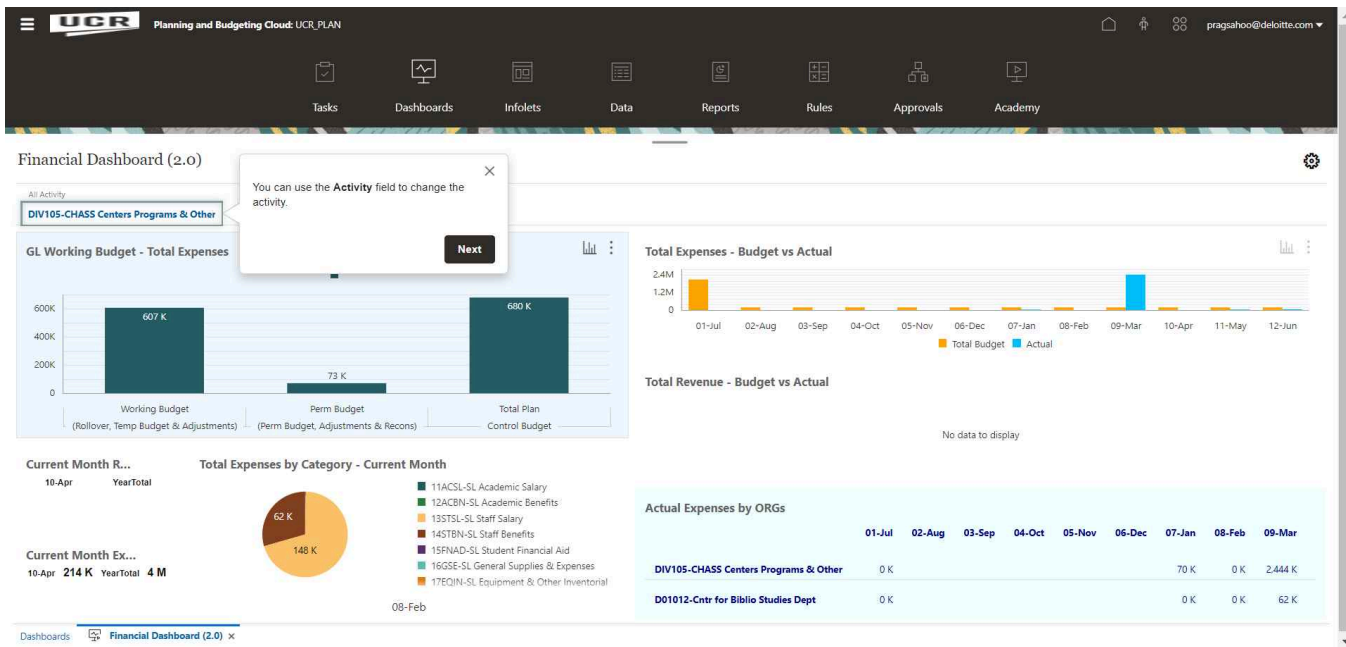 UCR Planning and Budgeting Cloud: UCR_PLAN
pragsahoo@deloitte.com
Tasks Dashboards Infolets Data Reports Rules Approvals Academy
Financial Dashboard (2.0)
All Activity
DIV105-CHASS Centers Programs & Other
You can use the Activity field to change the
activity.
Next
GL Working Budget - Total Expenses
600K
400K
200K
0
607 K
73 K
680 K
Working Budget Perm Budget Total Plan
(Rollover, Temp Budget & Adjustments) (Perm Budget, Adjustments & Recons) Control Budget
Total Expenses - Budget vs Actual
2.4M
1.2M
0
01-Jul 02-Aug 03-Sep 04-Oct 05-Nov 06-Dec 07-Jan 08-Feb 09-Mar 10-Apr 11-May 12-Jun
Total Budget Actual
Total Revenue - Budget vs Actual
No data to display
Current Month R...
10-Apr YearTotal
Current Month Ex...
10-Apr 214 K YearTotal 4 M
Total Expenses by Category - Current Month
62 K
148 K
11ACSL-SL Academic Salary
12ACBN-SL Academic Benefits
13STSL-SL Staff Salary
14STBN-SL Staff Benefits
15FNAD-SL Student Financial Aid
16GSE-SL General Supplies & Expenses
17EQIN-SL Equipment & Other Inventorial
08-Feb
Actual Expenses by ORGs
01-Jul 02-Aug 03-Sep 04-Oct 05-Nov 06-Dec 07-Jan 08-Feb 09-Mar
DIV105-CHASS Centers Programs & Other 0 K 70 K 0 K 2.444 K
D01012-Cntr for Biblio Studies Dept 0 K 0 K 0 K 62 K
Dashboards Financial Dashboard (2.0) ×